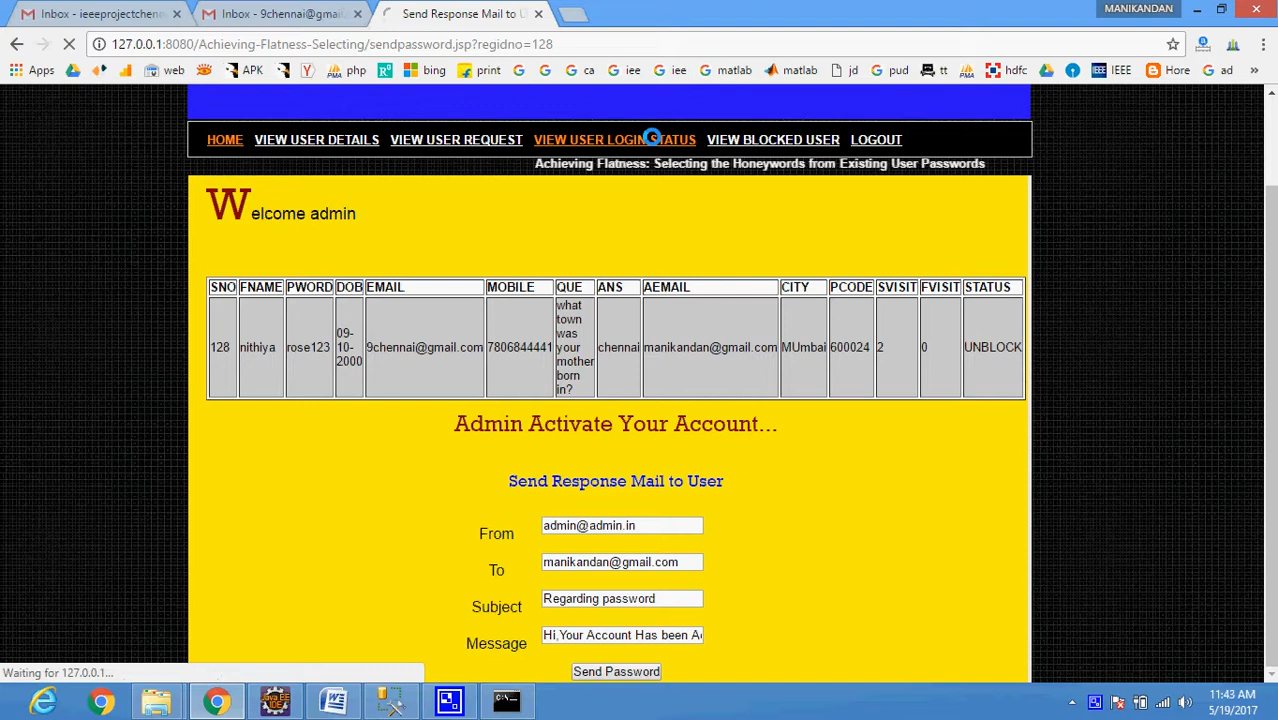 Inbox - ieeeprojectchenn
Inbox - 9chennai@gmail.
Send Response Mail to U
MANIKANDAN
127.0.0.1:8080/Achieving-Flatness-Selecting/sendpassword.jsp?regidno=128
Apps web APK php bing print ca iee iee matlab matlab jd pud tt hdfc IEEE Hore ad »
HOME VIEW USER DETAILS VIEW USER REQUEST VIEW USER LOGIN STATUS VIEW BLOCKED USER LOGOUT
Achieving Flatness: Selecting the Honeywords from Existing User Passwords
Welcome admin
SNO FNAME PWORD DOB EMAIL MOBILE QUE ANS AEMAIL CITY PCODE SVISIT FVISIT STATUS
128 nithiya rose123 09-10-2000 9chennai@gmail.com 7806844441 what town was your mother born in? chennai manikandan@gmail.com MUmbai 600024 2 0 UNBLOCK
Admin Activate Your Account...
Send Response Mail to User
From admin@admin.in
To manikandan@gmail.com
Subject Regarding password
Message Hi,Your Account Has been A
Send Password
Waiting for 127.0.0.1...
11:43 AM
5/19/2017